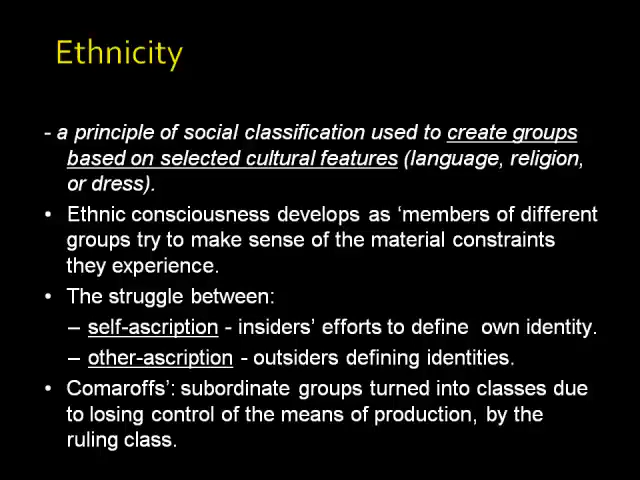 Ethnicity
- a principle of social classification used to create groups
based on selected cultural features (language, religion,
or dress).
• Ethnic consciousness develops as ‘members of different
groups try to make sense of the material constraints
they experience.
• The struggle between:
– self-ascription - insiders’ efforts to define own identity.
– other-ascription - outsiders defining identities.
• Comaroffs’: subordinate groups turned into classes due
to losing control of the means of production, by the
ruling class.